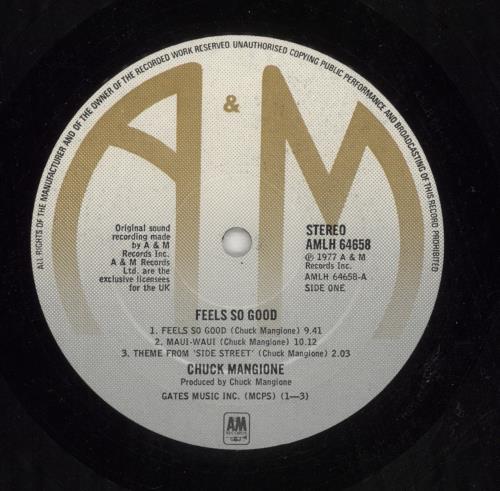 ALL RIGHTS OF THE MANUFACTURER AND OF THE OWNER OF THE RECORDED WORK RESERVED. UNAUTHORISED COPYING PUBLIC PERFORMANCE AND BROADCASTING OF THIS RECORD PROHIBITED
A & M
Original sound
recording made
by A & M
Records Inc.
A & M Records
Ltd. are the
exclusive licensees
for the UK
STEREO
AMLH 64658
℗ 1977 A & M
Records Inc.
AMLH 64658-A
SIDE ONE
FEELS SO GOOD
1. FEELS SO GOOD (Chuck Mangione) 9.41
2. MAUI-WAUI (Chuck Mangione) 10.12
3. THEME FROM 'SIDE STREET' (Chuck Mangione) 2.03
CHUCK MANGIONE
Produced by Chuck Mangione
GATES MUSIC INC. (MCPS) (1—3)
A&M
RECORDS